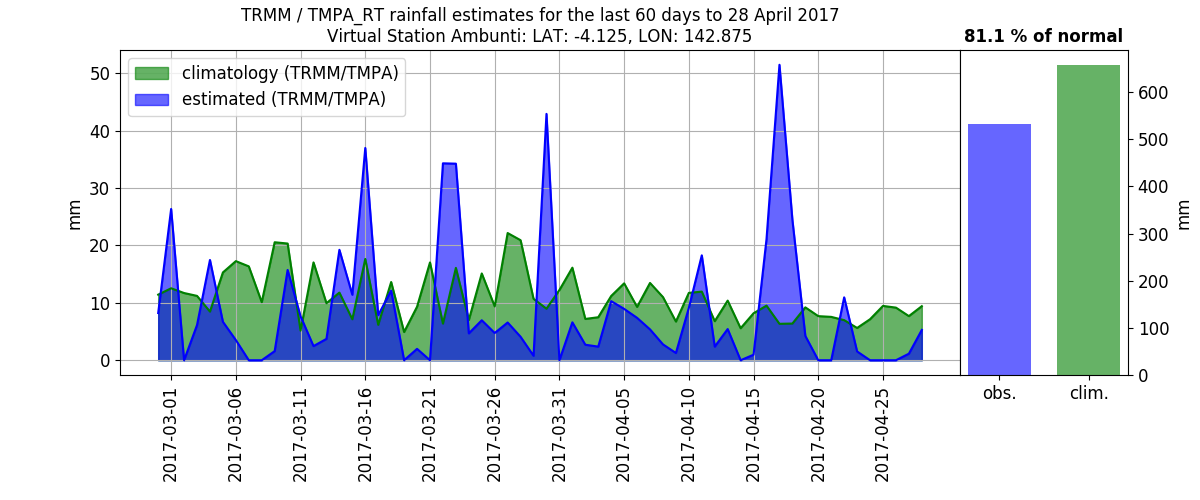 TRMM / TMPA_RT rainfall estimates for the last 60 days to 28 April 2017
Virtual Station Ambunti: LAT: -4.125, LON: 142.875
81.1 % of normal
climatology (TRMM/TMPA)
estimated (TRMM/TMPA)
50
40
30
20
10
0
mm
2017-03-01
2017-03-06
2017-03-11
2017-03-16
2017-03-21
2017-03-26
2017-03-31
2017-04-05
2017-04-10
2017-04-15
2017-04-20
2017-04-25
600
500
400
300
200
100
0
mm
obs.
clim.